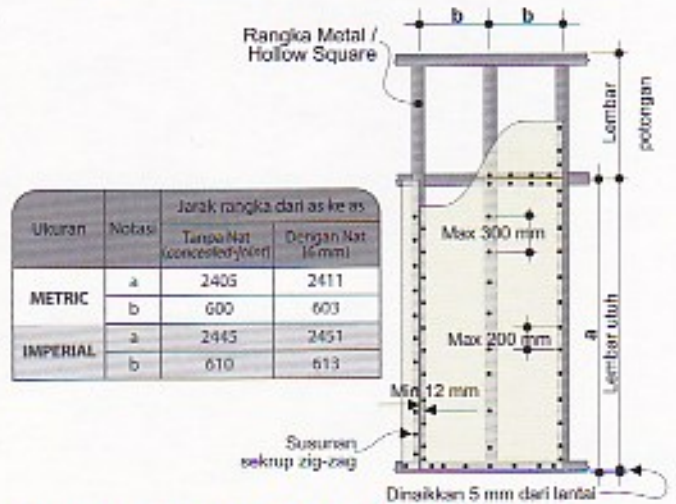 b b
Rangka Metal /
Hollow Square
Lembar
potongan
Ukuran Notasi Jarak rangka dari as ke as
Tanpa Nat
(concealed-joint)
Dengan Nat
(6 mm)
METRIC a 2405 2411
b 600 603
IMPERIAL a 2445 2451
b 610 613
Max 300 mm
Max 200 mm
a
Lembar utuh
Min 12 mm
Susunan
sekrup zig-zag
Dinaikkan 5 mm dari lantai